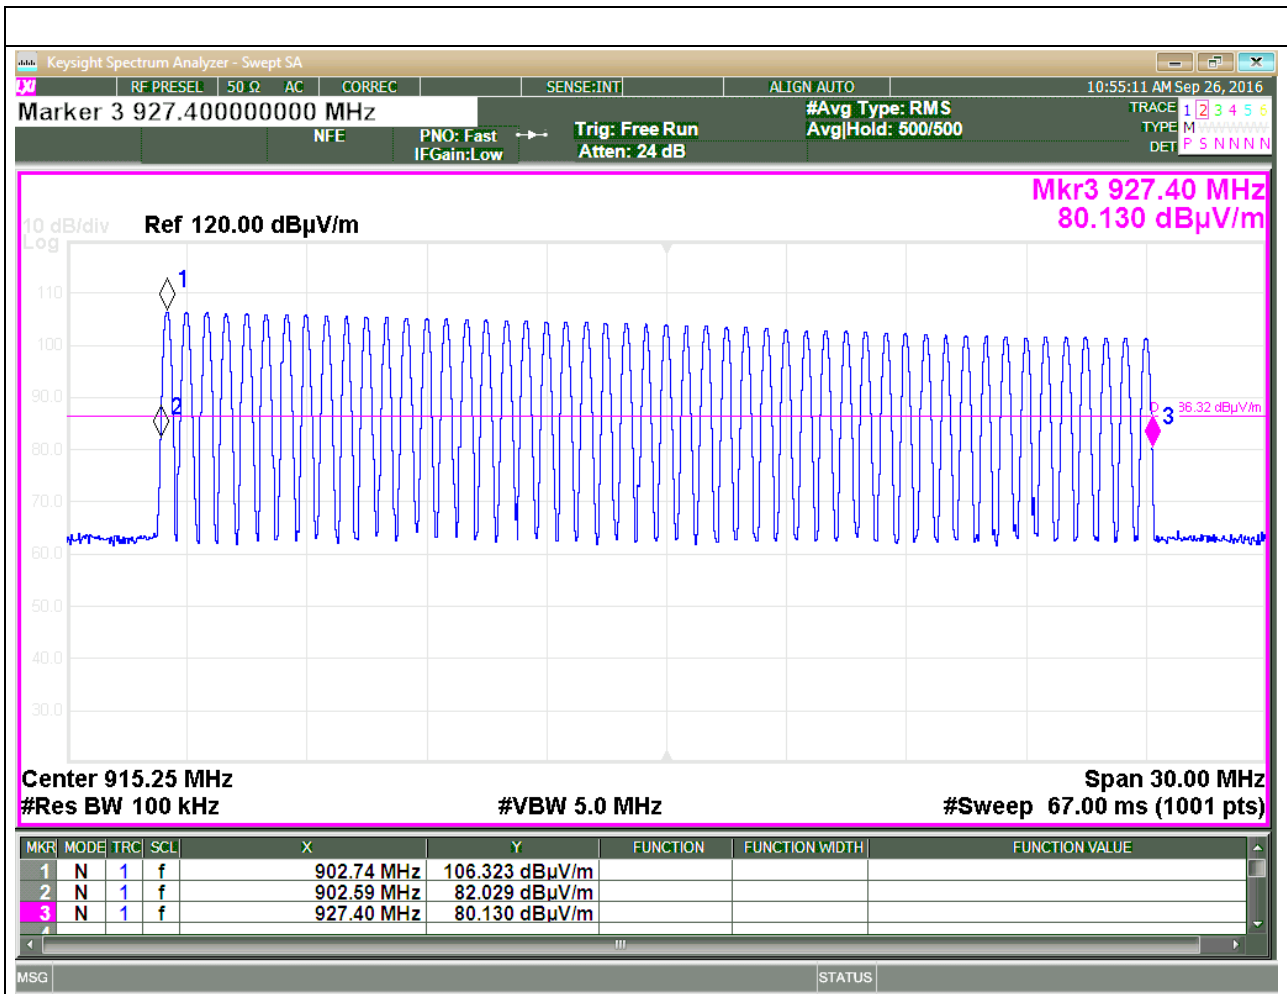 Keysight Spectrum Analyzer - Swept SA
LXI RF PRESEL 50 Ω AC CORREC SENSE:INT ALIGN AUTO 10:55:11 AM Sep 26, 2016
Marker 3 927.400000000 MHz
#Avg Type: RMS
TRACE 1 2 3 4 5 6
NFE PNO: Fast Trig: Free Run Avg|Hold: 500/500
TYPE M WWWWW
IFGain:Low Atten: 24 dB
DET P S N N N N
Mkr3 927.40 MHz
10 dB/div Ref 120.00 dBµV/m 80.130 dBµV/m
Log
1
110
100
90.0
2
86.32 dBµV/m
3
80.0
70.0
60.0
50.0
40.0
30.0
Center 915.25 MHz Span 30.00 MHz
#Res BW 100 kHz #VBW 5.0 MHz #Sweep 67.00 ms (1001 pts)
MKR MODE TRC SCL X Y FUNCTION FUNCTION WIDTH FUNCTION VALUE
1 N 1 f 902.74 MHz 106.323 dBµV/m
2 N 1 f 902.59 MHz 82.029 dBµV/m
3 N 1 f 927.40 MHz 80.130 dBµV/m
4
MSG STATUS